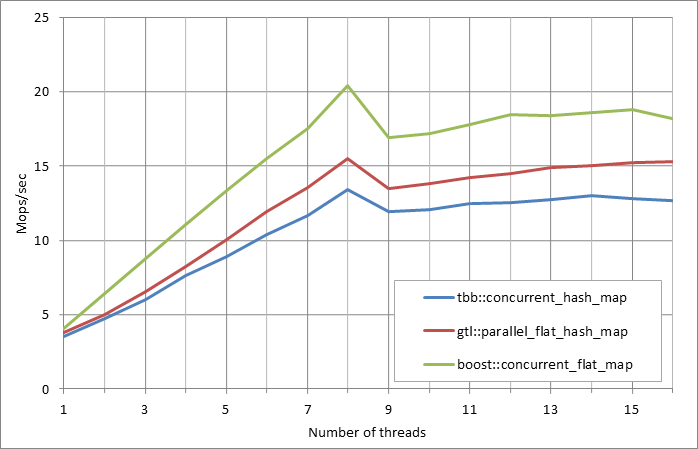 25
20
15
10
5
0
Mops/sec
tbb::concurrent_hash_map
gtl::parallel_flat_hash_map
boost::concurrent_flat_map
1 3 5 7 9 11 13 15
Number of threads